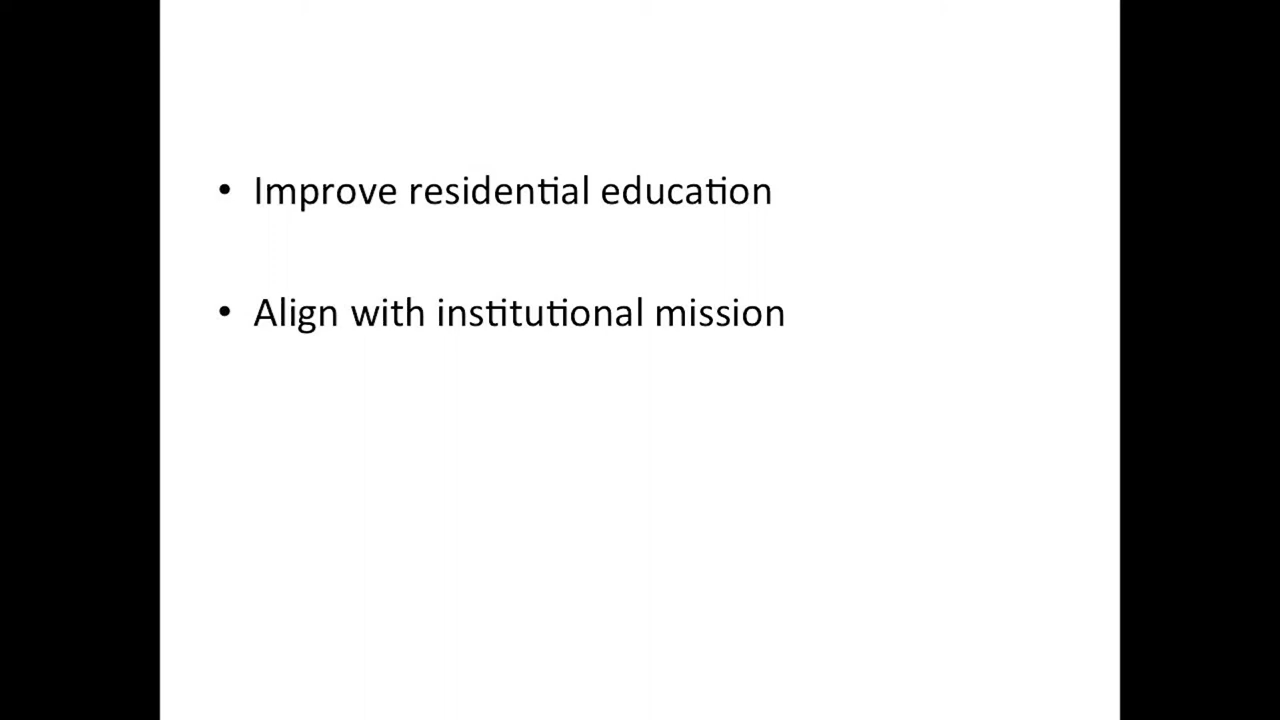 • Improve residential education
• Align with institutional mission